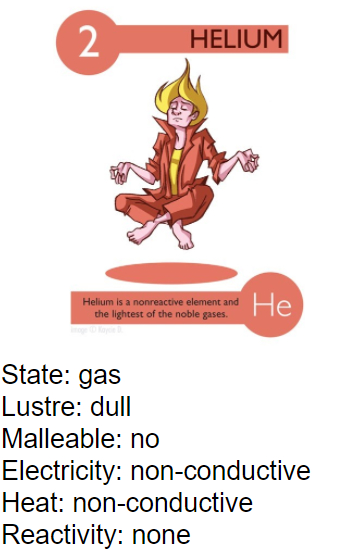 2
HELIUM
Helium is a nonreactive element and
the lightest of the noble gases.
He
State: gas
Lustre: dull
Malleable: no
Electricity: non-conductive
Heat: non-conductive
Reactivity: none